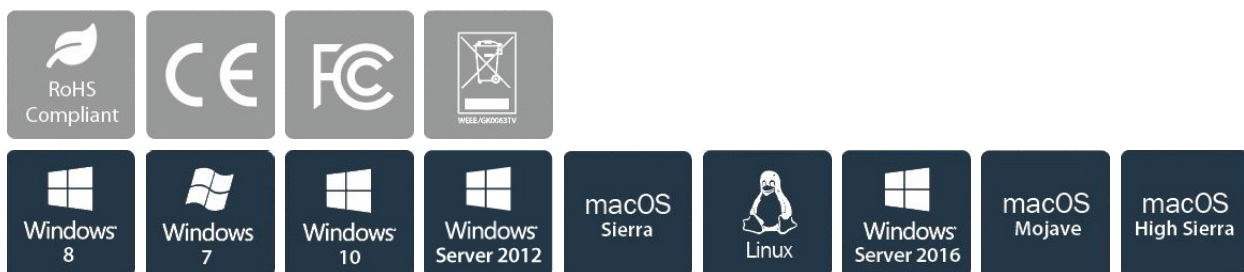 RoHS
Compliant
CE
FC
WEEE/GK0063TV
Windows
8
Windows
7
Windows
10
Windows
Server 2012
macOS
Sierra
Linux
Windows
Server 2016
macOS
Mojave
macOS
High Sierra